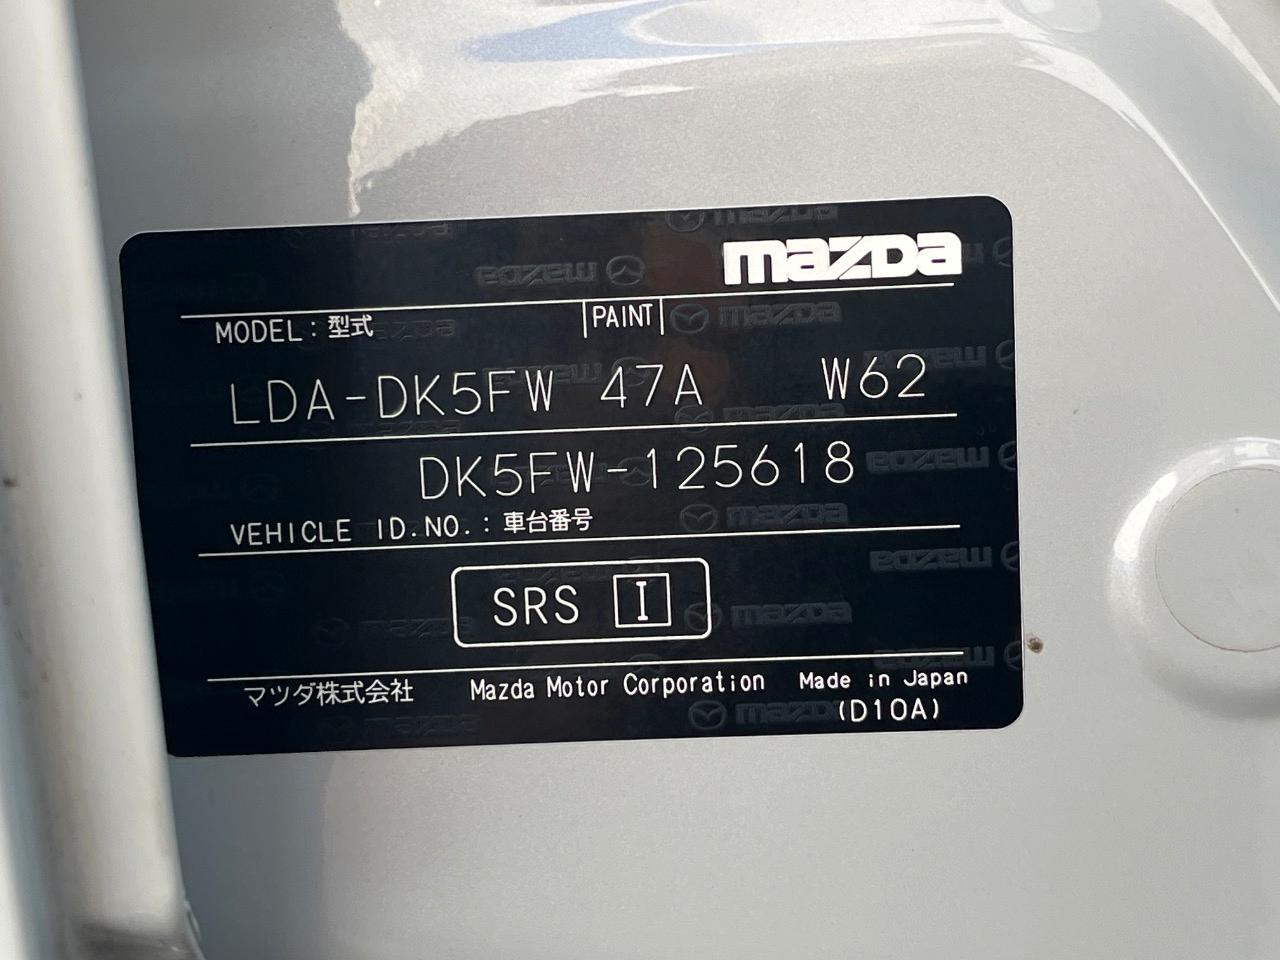 mazda
MODEL：型式 PAINT
LDA-DK5FW 47A W62
DK5FW-125618
VEHICLE ID.NO.：車台番号
SRS I
マツダ株式会社 Mazda Motor Corporation Made in Japan
(D10A)